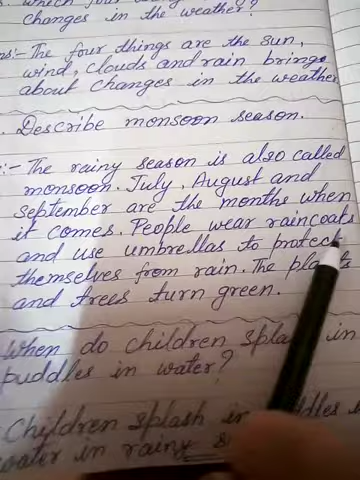 changes in the weather?
ns:- The four things are the sun,
wind, clouds and rain bring
about changes in the weather
. Describe monsoon season.
:- The rainy season is also called
monsoon. July, August and
September are the months when
it comes. People wear raincoats
and use umbrellas to protect
themselves from rain. The plants
and trees turn green.
When do children splash in
puddles in water?
Children splash in puddles i
water in rainy s